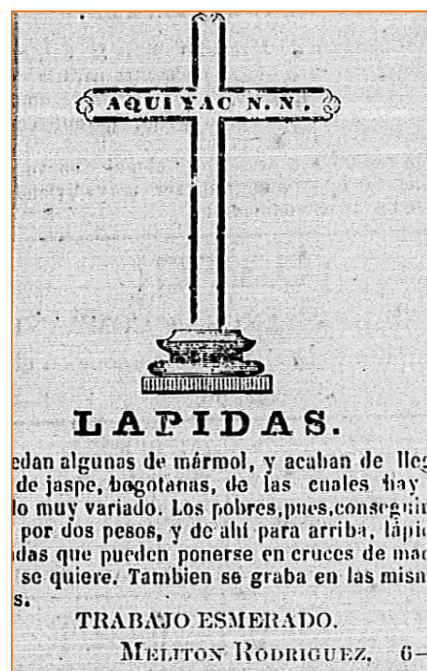 AQUI YAC N. N.
LAPIDAS.
edan algunas de mármol, y acaban de lleg
de jaspe, bogotanas, de las cuales hay
lo muy variado. Los pobres, pues, conseguir
por dos pesos, y de ahí para arriba, lápi
das que pueden ponerse en cruces de mad
se quiere. Tambien se graba en las mism
s.
TRABAJO ESMERADO.
MELITON RODRIGUEZ. 6–